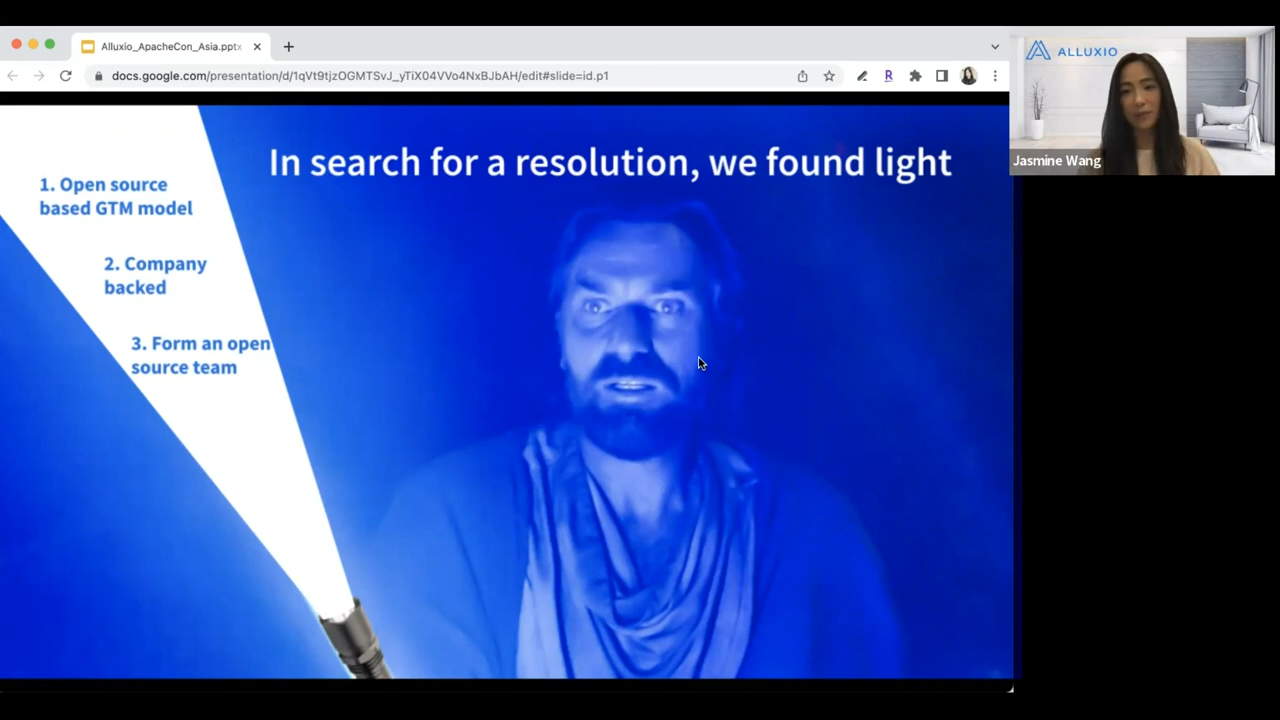 Alluxio_ApacheCon_Asia.pptx
docs.google.com/presentation/d/1qVt9tjzOGMTSvJ_yTiX04VVo4NxBJbAH/edit#slide=id.p1
R
ALLUXIO
Jasmine Wang
In search for a resolution, we found light
1. Open source
based GTM model
2. Company
backed
3. Form an open
source team